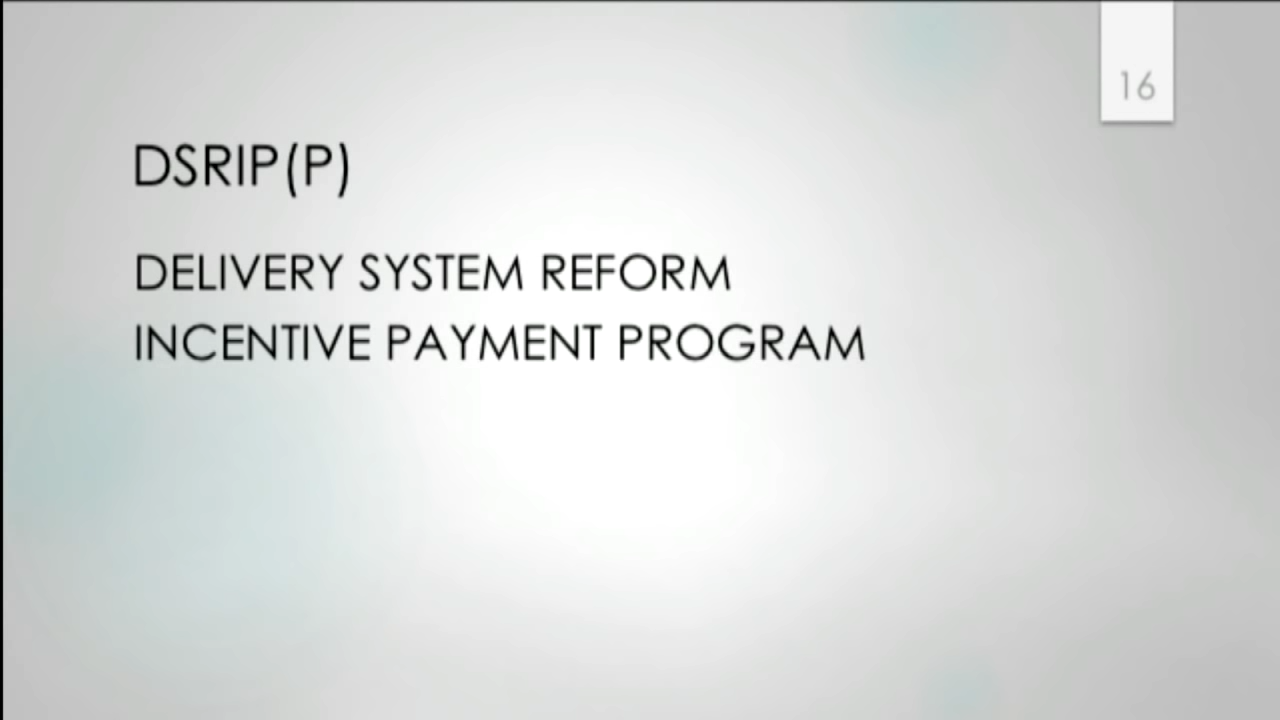 16
DSRIP(P)
DELIVERY SYSTEM REFORM
INCENTIVE PAYMENT PROGRAM